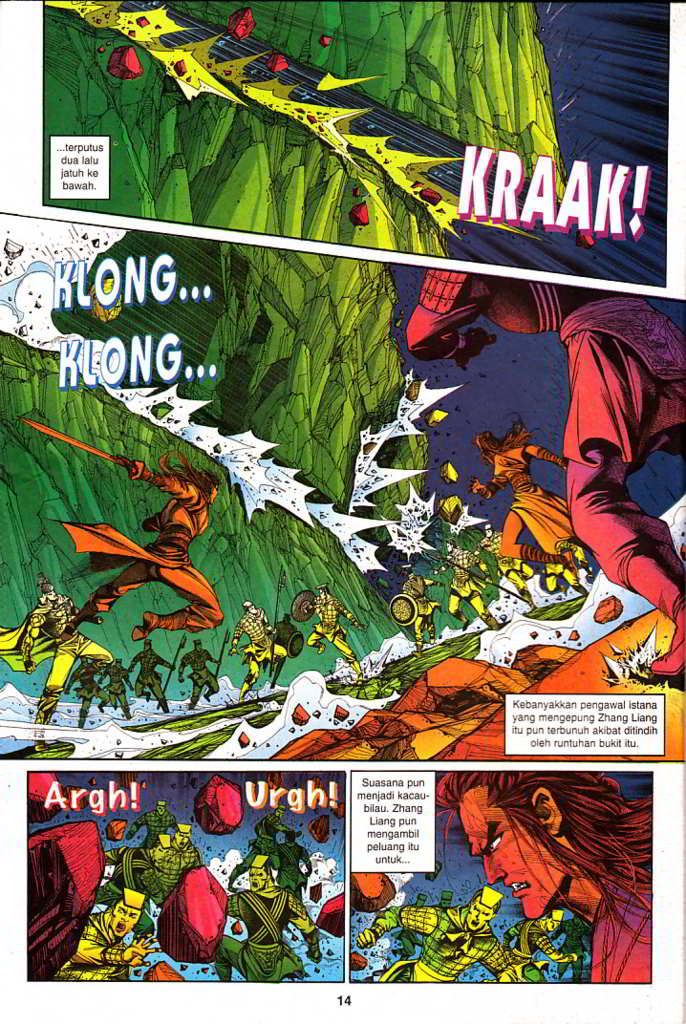 ...terputus
dua lalu
jatuh ke
bawah.
KRAAK!
KLONG...
KLONG...
Kebanyakkan pengawal istana
yang mengepung Zhang Liang
itu pun terbunuh akibat ditindih
oleh runtuhan bukit itu.
Argh!
Urgh!
Suasana pun
menjadi kacau-
bilau. Zhang
Liang pun
mengambil
peluang itu
untuk...
14